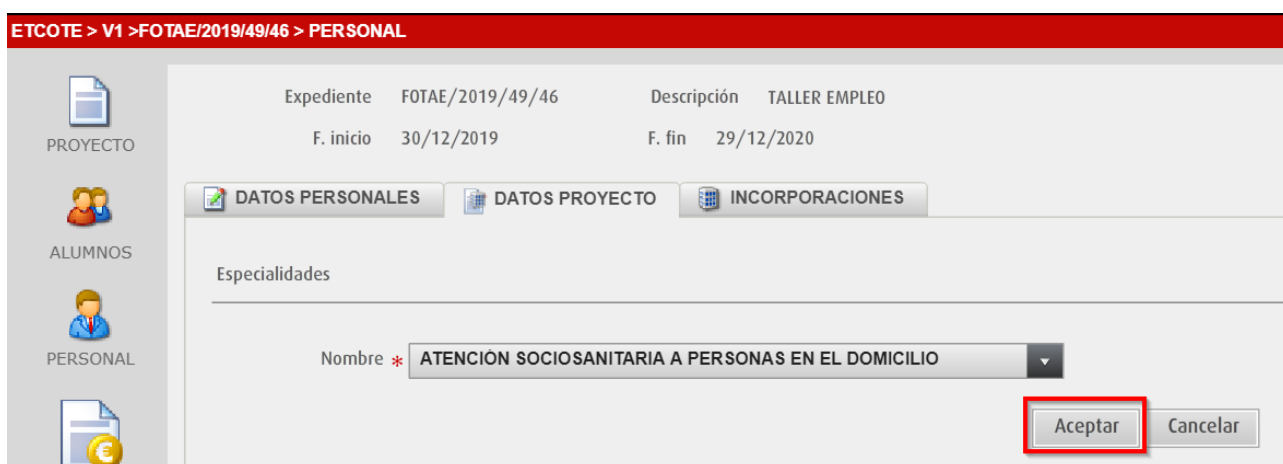 ETCOTE > V1 >FOTAE/2019/49/46 > PERSONAL
Expediente FOTAE/2019/49/46 Descripción TALLER EMPLEO
F. inicio 30/12/2019 F. fin 29/12/2020
PROYECTO
DATOS PERSONALES DATOS PROYECTO INCORPORACIONES
ALUMNOS
Especialidades
Nombre * ATENCIÓN SOCIOSANITARIA A PERSONAS EN EL DOMICILIO
PERSONAL
Aceptar Cancelar